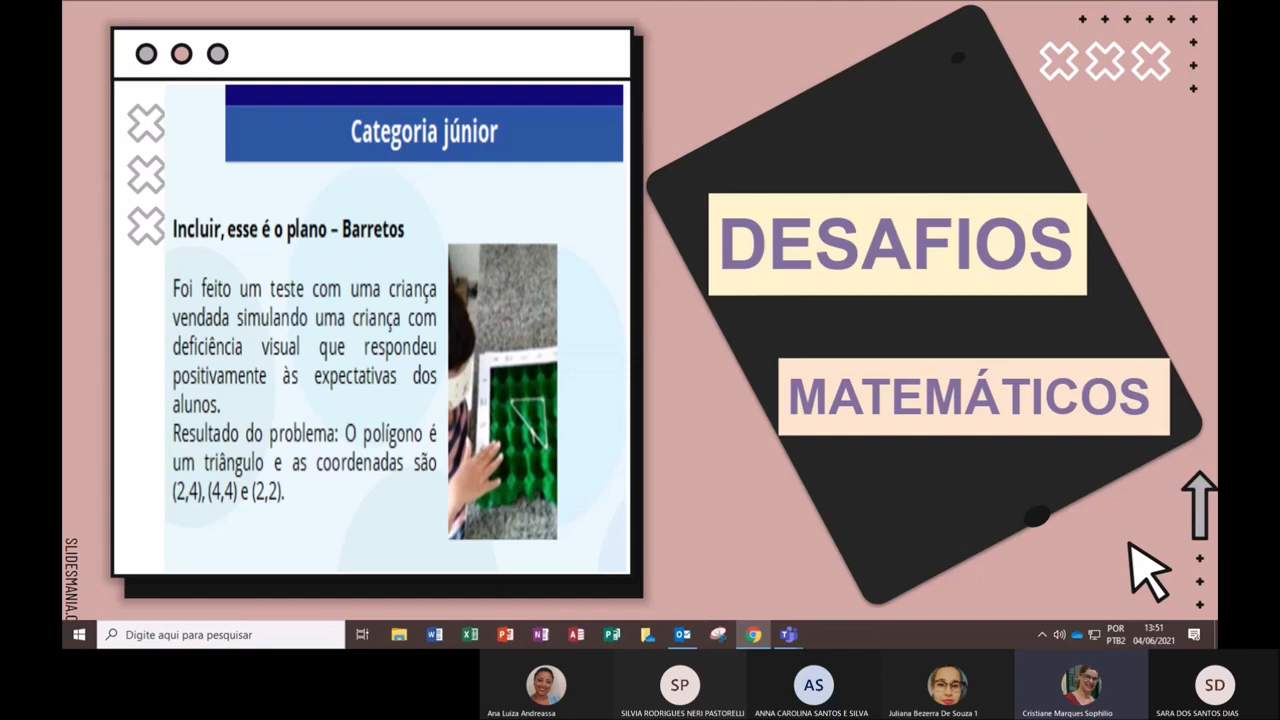 Categoria júnior
Incluir, esse é o plano – Barretos
Foi feito um teste com uma criança
vendada simulando uma criança com
deficiência visual que respondeu
positivamente às expectativas dos
alunos.
Resultado do problema: O polígono é
um triângulo e as coordenadas são
(2,4), (4,4) e (2,2).
DESAFIOS
MATEMÁTICOS
SLIDESMANIA.C
Digite aqui para pesquisar
POR
PTB2
13:51
04/06/2021
Ana Luiza Andreassa
SP
SILVIA RODRIGUES NERI PASTORELLI
AS
ANNA CAROLINA SANTOS E SILVA
Juliana Bezerra De Souza 1
Cristiane Marques Sophilio
SD
SARA DOS SANTOS DIAS